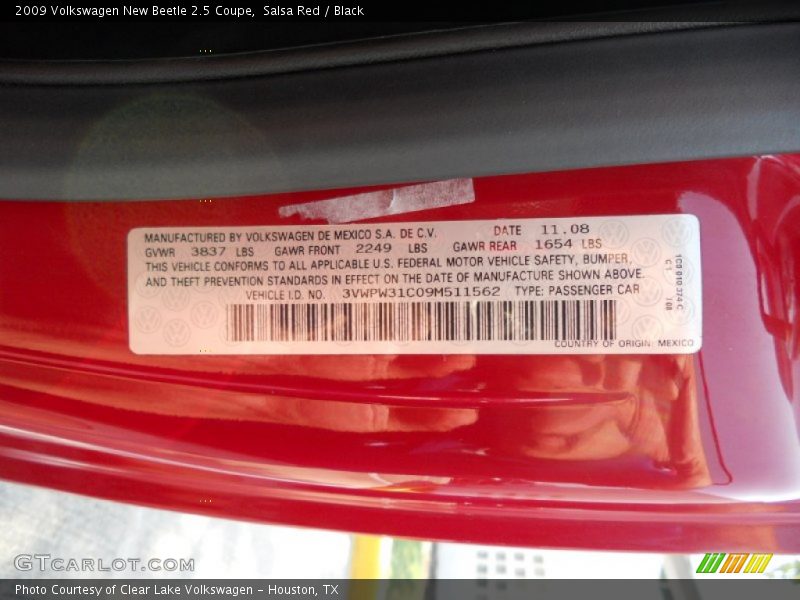 2009 Volkswagen New Beetle 2.5 Coupe,  Salsa Red / Black
MANUFACTURED BY VOLKSWAGEN DE MEXICO S.A. DE C.V. DATE 11.08
GVWR 3837 LBS GAWR FRONT 2249 LBS GAWR REAR 1654 LBS
THIS VEHICLE CONFORMS TO ALL APPLICABLE U.S. FEDERAL MOTOR VEHICLE SAFETY, BUMPER,
AND THEFT PREVENTION STANDARDS IN EFFECT ON THE DATE OF MANUFACTURE SHOWN ABOVE.
VEHICLE I.D. NO. 3VWPW31C09M511562 TYPE: PASSENGER CAR
COUNTRY OF ORIGIN: MEXICO
GTCARLOT.COM
Photo Courtesy of Clear Lake Volkswagen - Houston, TX